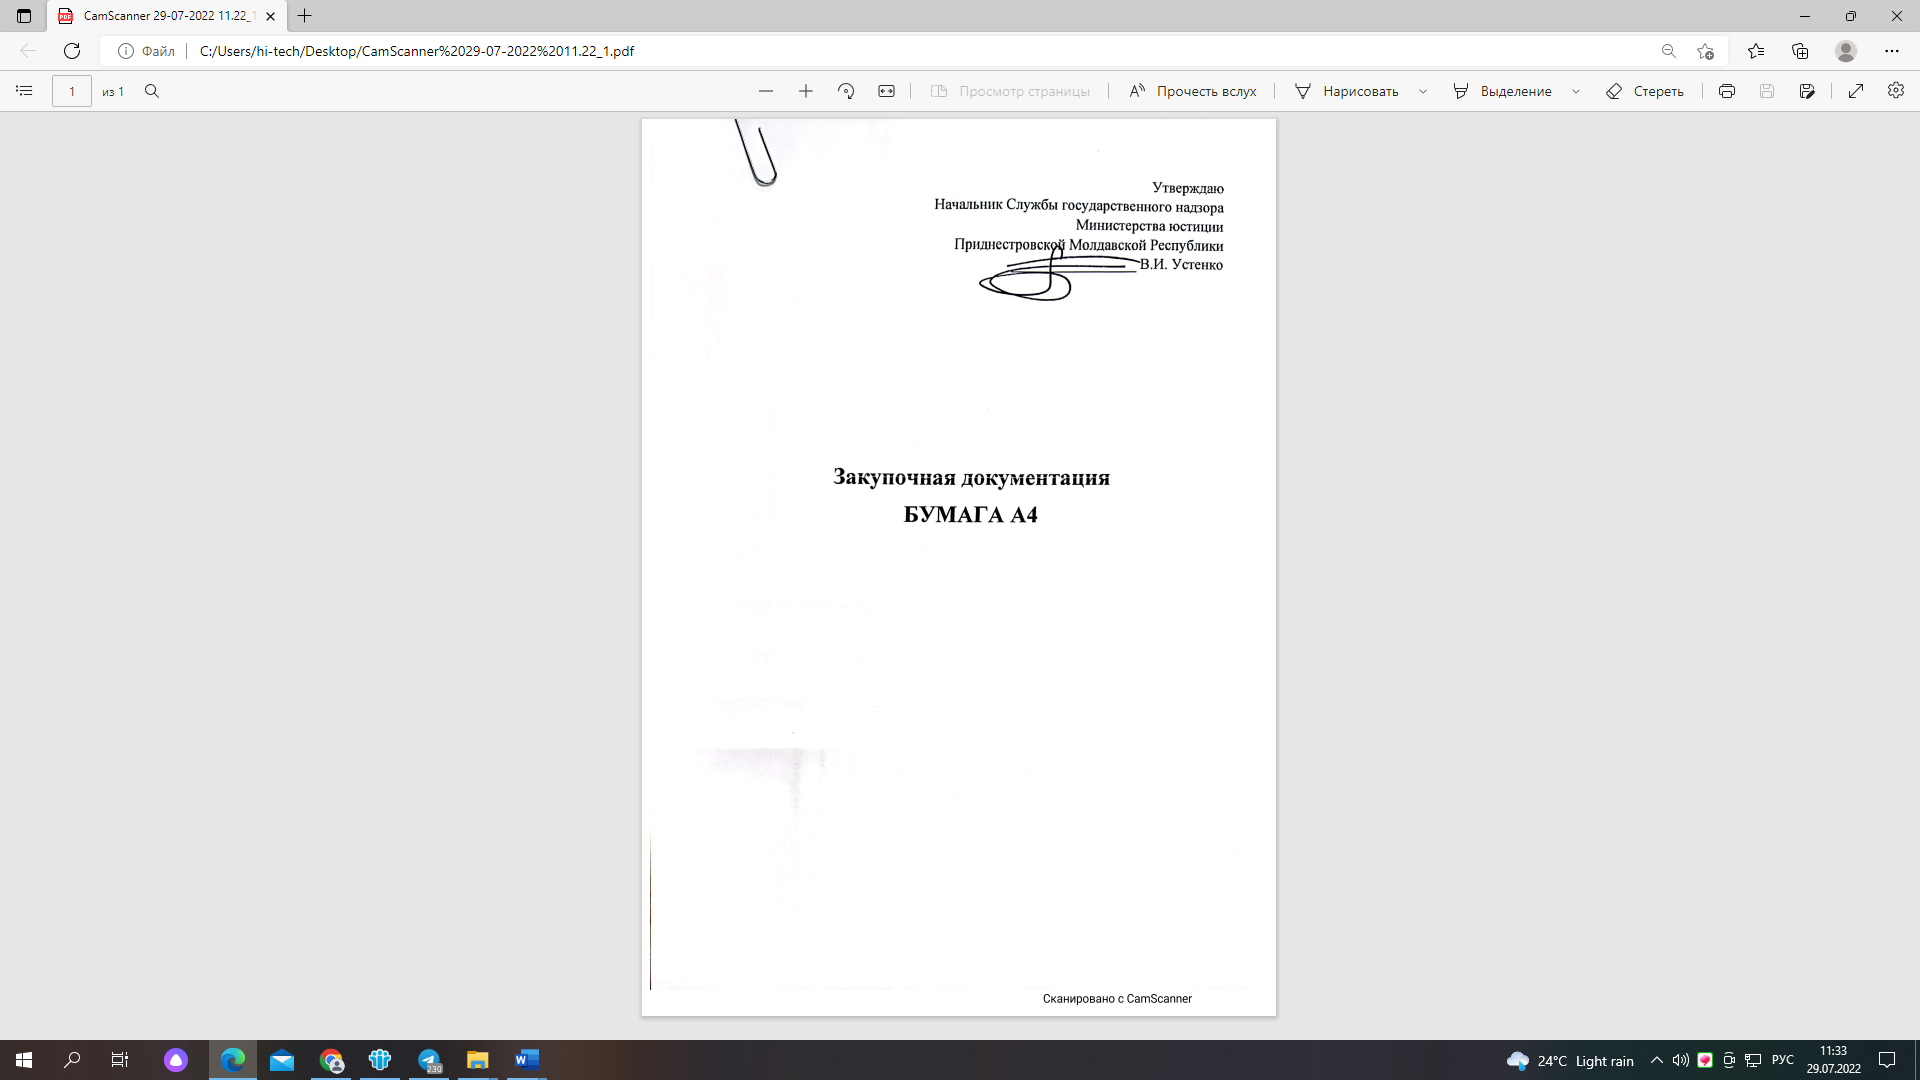 CamScanner 29-07-2022 11.22_1
Файл
C:/Users/hi-tech/Desktop/CamScanner%2029-07-2022%2011.22_1.pdf
1 из 1
Просмотр страницы
Прочесть вслух
Нарисовать
Выделение
Стереть
Утверждаю
Начальник Службы государственного надзора
Министерства юстиции
Приднестровской Молдавской Республики
В.И. Устенко
Закупочная документация
БУМАГА А4
Сканировано с CamScanner
230
24°C Light rain
РУС
11:33
29.07.2022